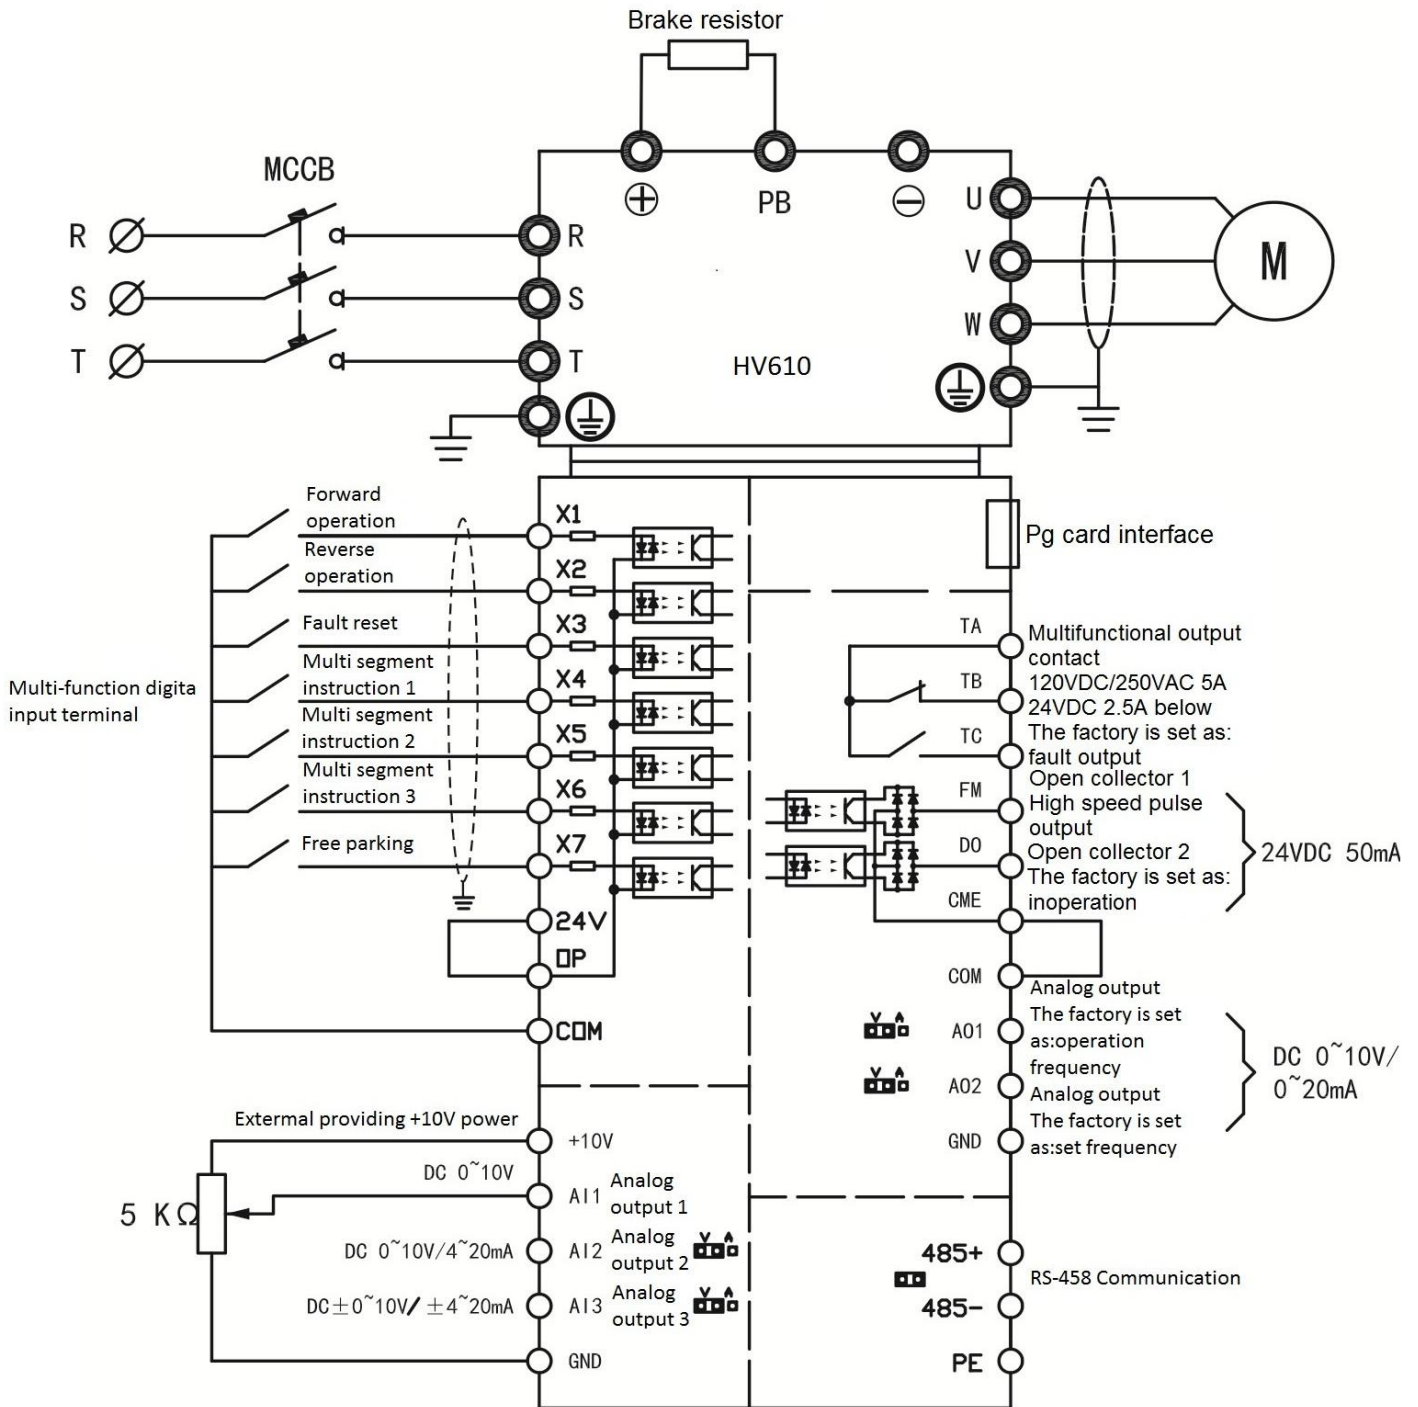 Brake resistor
MCCB
PB
U
R
R
V
M
S
S
W
T
T
HV610
Forward
operation
X1
Pg card interface
Reverse
operation
X2
Fault reset
X3
Multi segment
instruction 1
X4
Multi-function digita
input terminal
Multi segment
instruction 2
X5
Multi segment
instruction 3
X6
Free parking
X7
24V
OP
COM
TA
Multifunctional output
contact
TB
120VDC/250VAC 5A
24VDC 2.5A below
TC
The factory is set as:
fault output
FM
Open collector 1
High speed pulse
output
DO
Open collector 2
The factory is set as:
inoperation
24VDC 50mA
CME
COM
Analog output
The factory is set
as:operation
frequency
V A
AO1
V A
AO2
Analog output
The factory is set
as:set frequency
DC 0~10V/
0~20mA
GND
External providing +10V power
+10V
DC 0~10V
5 KΩ
AI1
Analog
output 1
DC 0~10V/4~20mA
AI2
Analog
output 2
V A
DC±0~10V/ ±4~20mA
AI3
Analog
output 3
V A
GND
485+
RS-458 Communication
485-
PE